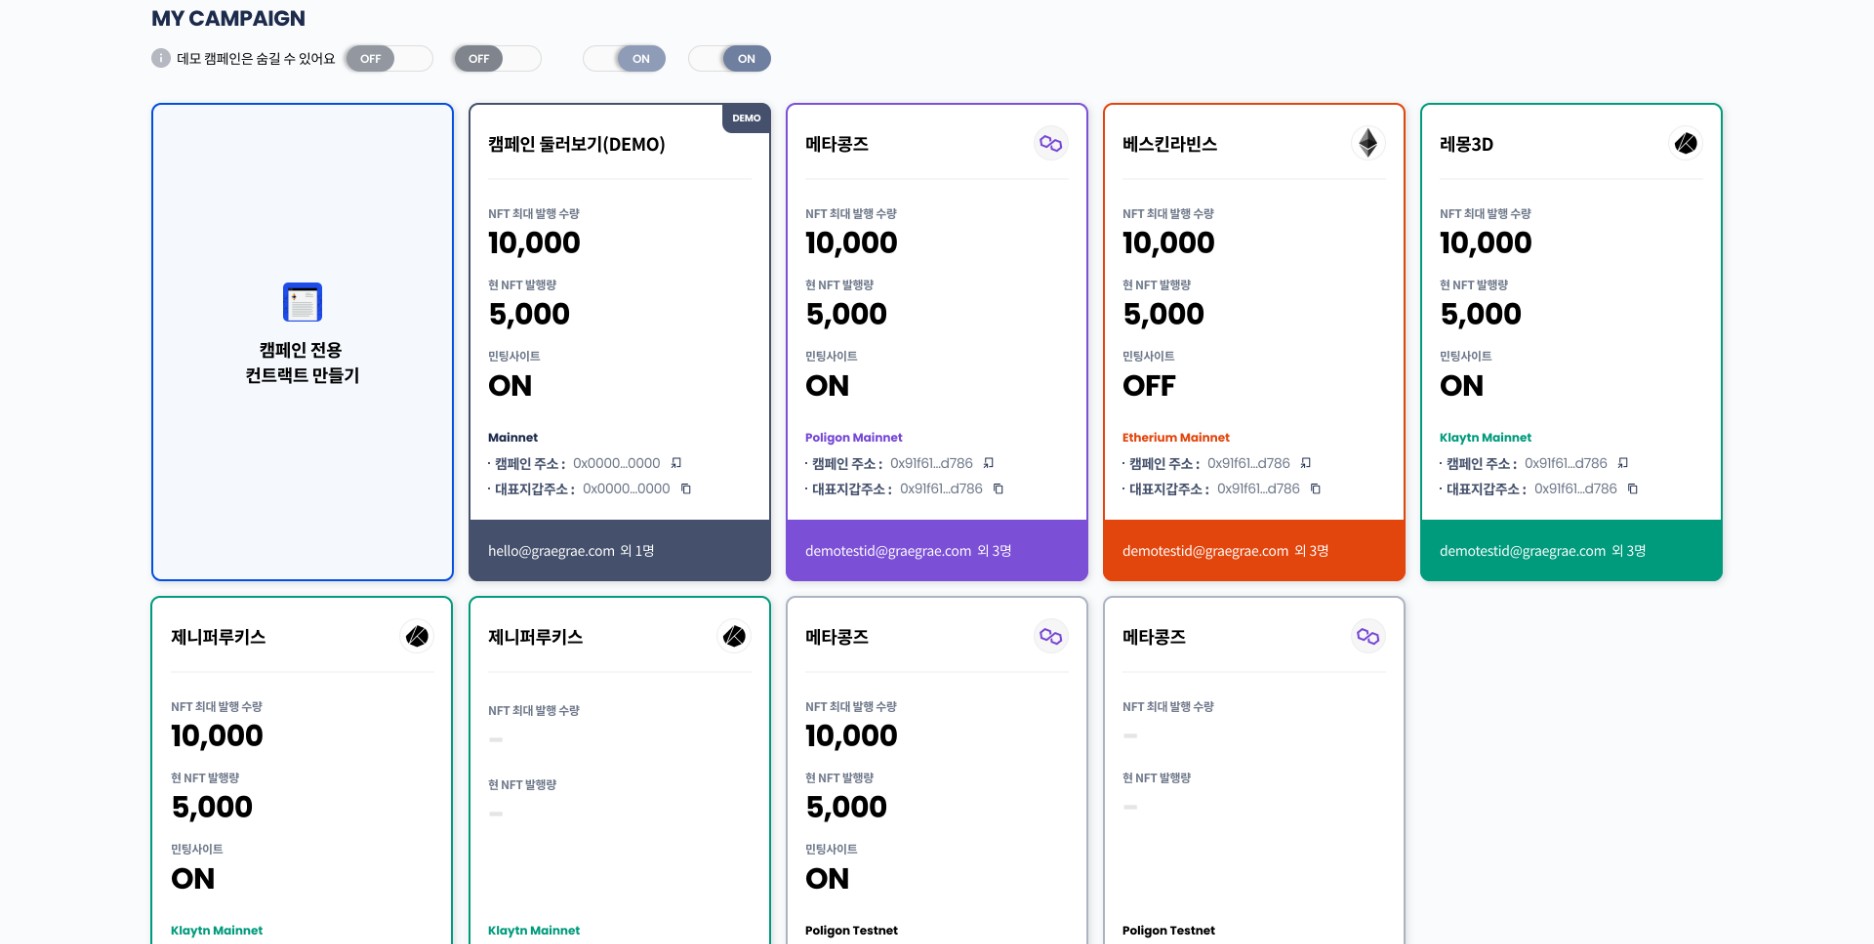 MY CAMPAIGN
데모 캠페인은 숨길 수 있어요
OFF
OFF
ON
ON
캠페인 전용
컨트랙트 만들기
DEMO
캠페인 둘러보기(DEMO)
NFT 최대 발행 수량
10,000
현 NFT 발행량
5,000
민팅사이트
ON
Mainnet
· 캠페인 주소 : 0x0000...0000
· 대표지갑주소 : 0x0000...0000
hello@graegrae.com 외 1명
메타콩즈
NFT 최대 발행 수량
10,000
현 NFT 발행량
5,000
민팅사이트
ON
Poligon Mainnet
· 캠페인 주소 : 0x91f61...d786
· 대표지갑주소 : 0x91f61...d786
demotestid@graegrae.com 외 3명
베스킨라빈스
NFT 최대 발행 수량
10,000
현 NFT 발행량
5,000
민팅사이트
OFF
Etherium Mainnet
· 캠페인 주소 : 0x91f61...d786
· 대표지갑주소 : 0x91f61...d786
demotestid@graegrae.com 외 3명
레몽3D
NFT 최대 발행 수량
10,000
현 NFT 발행량
5,000
민팅사이트
ON
Klaytn Mainnet
· 캠페인 주소 : 0x91f61...d786
· 대표지갑주소 : 0x91f61...d786
demotestid@graegrae.com 외 3명
제니퍼루키스
NFT 최대 발행 수량
10,000
현 NFT 발행량
5,000
민팅사이트
ON
Klaytn Mainnet
제니퍼루키스
NFT 최대 발행 수량
–
현 NFT 발행량
–
Klaytn Mainnet
메타콩즈
NFT 최대 발행 수량
10,000
현 NFT 발행량
5,000
민팅사이트
ON
Poligon Testnet
메타콩즈
NFT 최대 발행 수량
–
현 NFT 발행량
–
Poligon Testnet